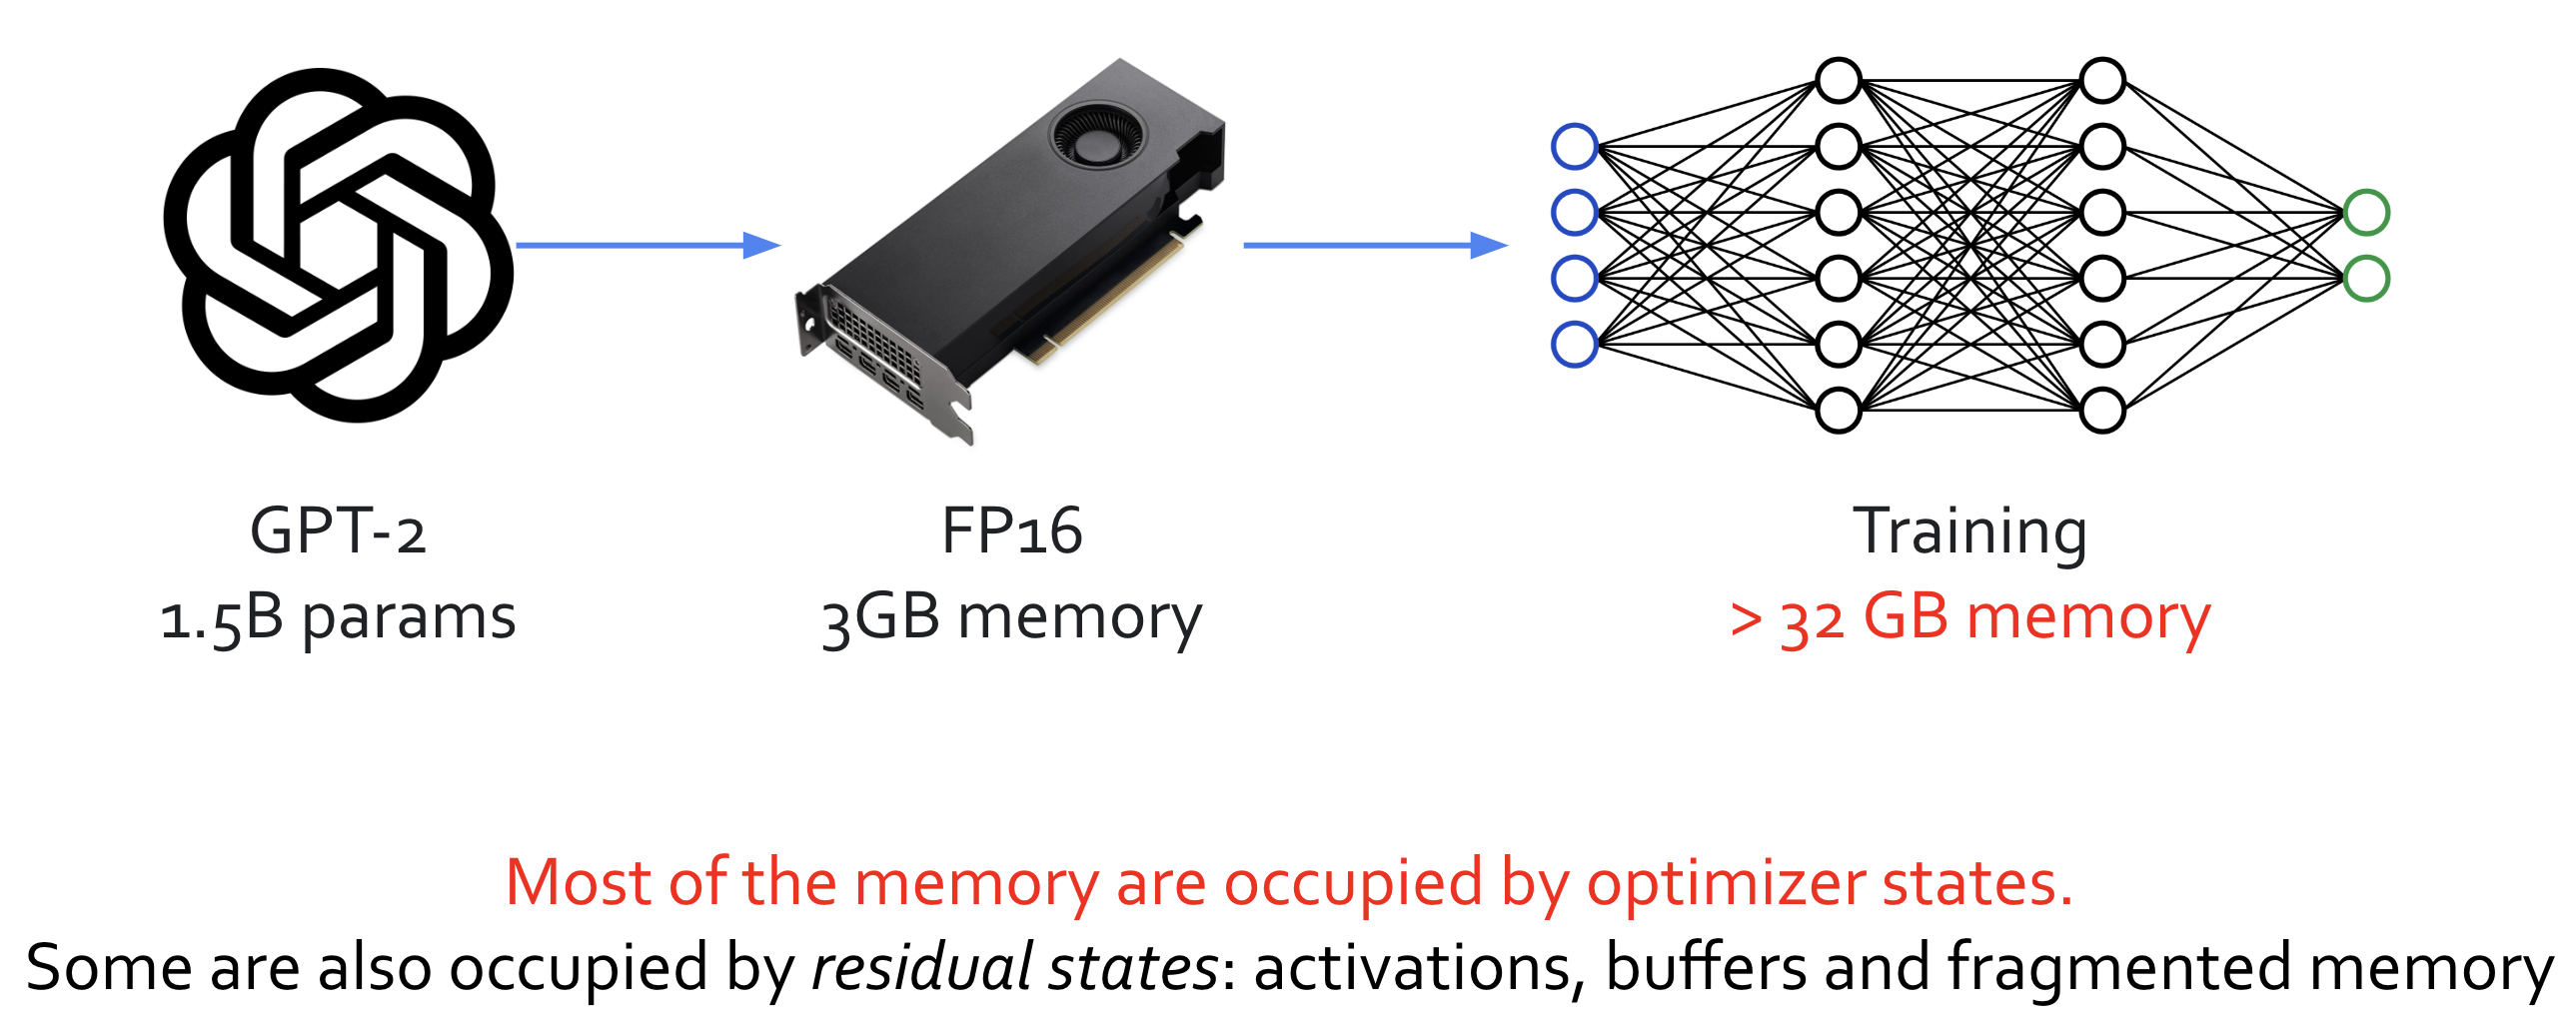 GPT-2
1.5B params
FP16
3GB memory
Training
> 32 GB memory
Most of the memory are occupied by optimizer states.
Some are also occupied by residual states: activations, buffers and fragmented memory